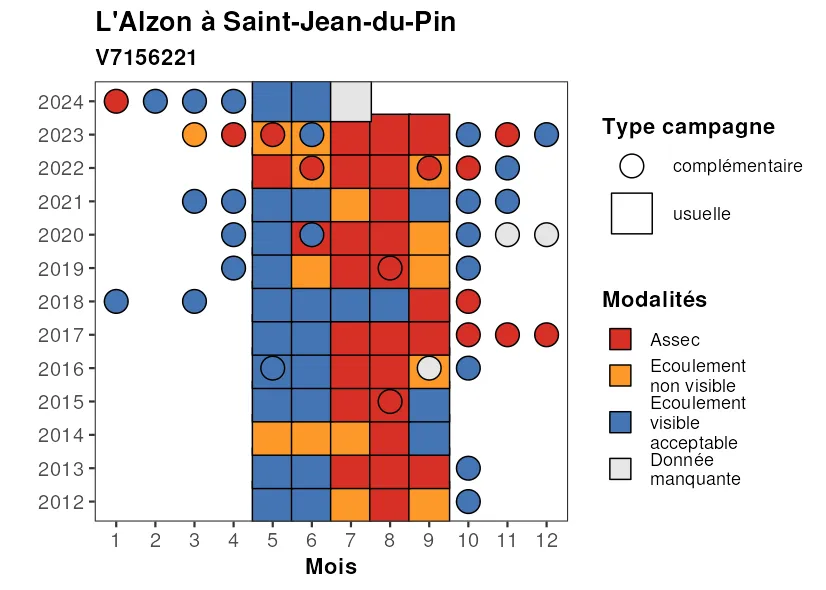 L'Alzon à Saint-Jean-du-Pin
V7156221
2024
2023
2022
2021
2020
2019
2018
2017
2016
2015
2014
2013
2012
1 2 3 4 5 6 7 8 9 10 11 12
Mois
Type campagne
complémentaire
usuelle
Modalités
Assec
Ecoulement
non visible
Ecoulement
visible
acceptable
Donnée
manquante